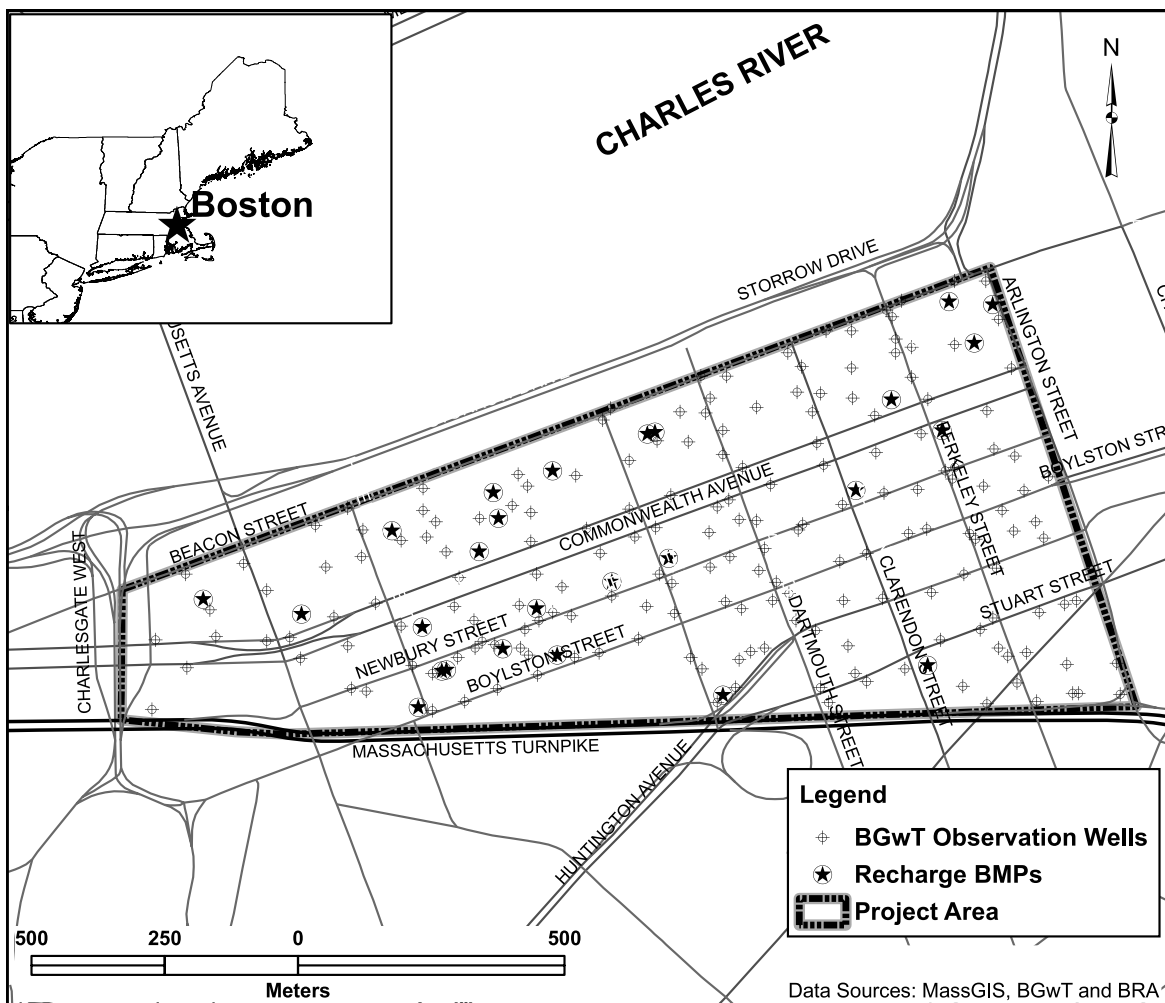 CHARLES RIVER
N
Boston
STORROW DRIVE
ARLINGTON STREET
SETTS AVENUE
BEACON STREET
COMMONWEALTH AVENUE
BERKELEY STREET
BOYLSTON STR
CHARLESGATE WEST
NEWBURY STREET
BOYLSTON STREET
DARTMOUTH STREET
CLARENDON STREET
STUART STREET
MASSACHUSETTS TURNPIKE
HUNTINGTON AVENUE
Legend
BGwT Observation Wells
Recharge BMPs
Project Area
500 250 0 500
Meters
Data Sources: MassGIS, BGwT and BRA